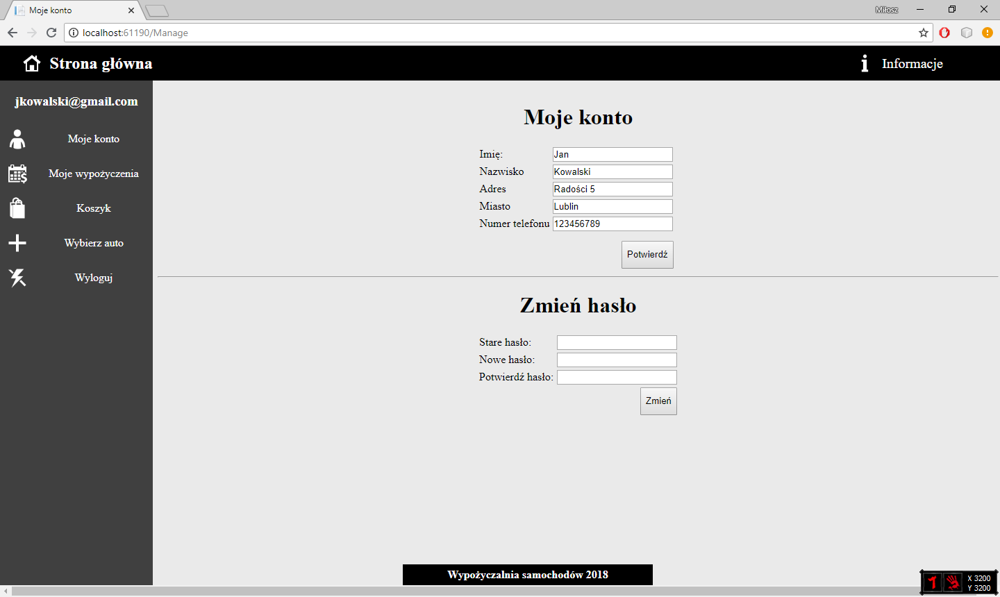 Moje konto
Miłosz
localhost:61190/Manage
Strona główna
Informacje
jkowalski@gmail.com
Moje konto
Moje wypożyczenia
Koszyk
Wybierz auto
Wyloguj
Moje konto
Imię: Jan
Nazwisko Kowalski
Adres Radości 5
Miasto Lublin
Numer telefonu 123456789
Potwierdź
Zmień hasło
Stare hasło:
Nowe hasło:
Potwierdź hasło:
Zmień
Wypożyczalnia samochodów 2018
X 3200
Y 3200